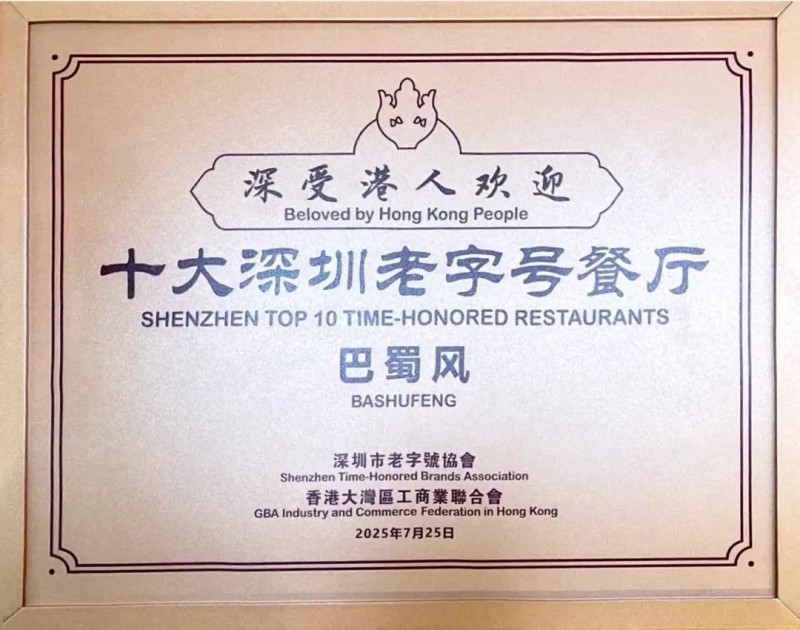 深受港人欢迎
Beloved by Hong Kong People
十大深圳老字号餐厅
SHENZHEN TOP 10 TIME-HONORED RESTAURANTS
巴蜀风
BASHUFENG
深圳市老字號協會
Shenzhen Time-Honored Brands Association
香港大灣區工商業聯合會
GBA Industry and Commerce Federation in Hong Kong
2025年7月25日